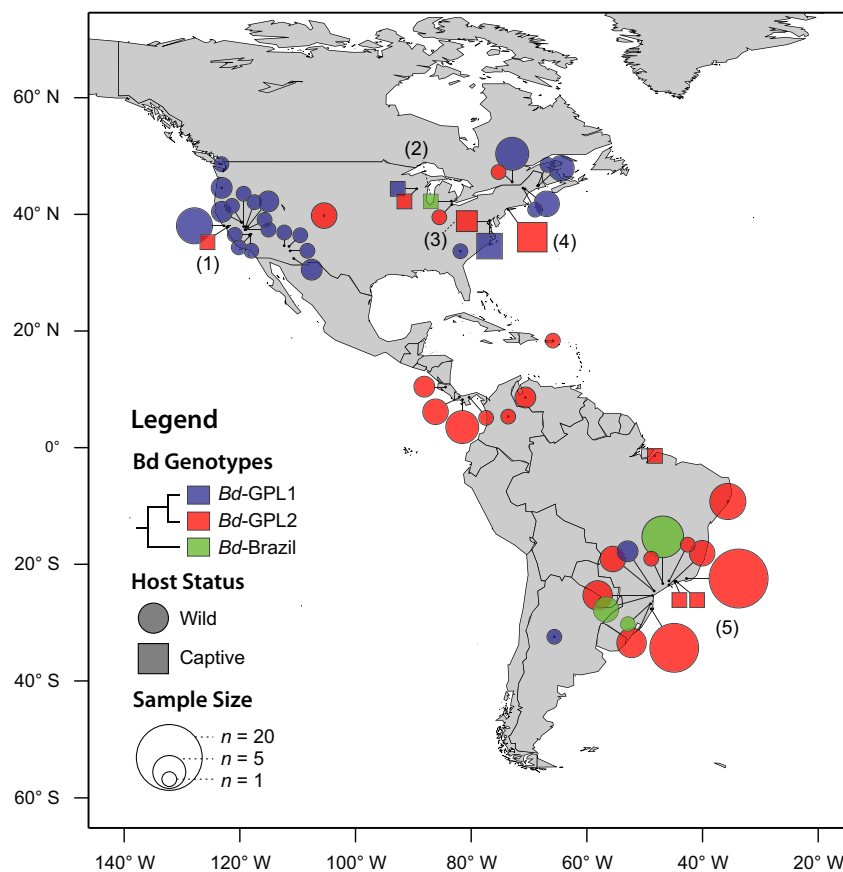 60° N
40° N
20° N
0°
20° S
40° S
60° S
(1)
(2)
(3)
(4)
(5)
Legend
Bd Genotypes
Bd-GPL1
Bd-GPL2
Bd-Brazil
Host Status
Wild
Captive
Sample Size
n = 20
n = 5
n = 1
140° W 120° W 100° W 80° W 60° W 40° W 20° W